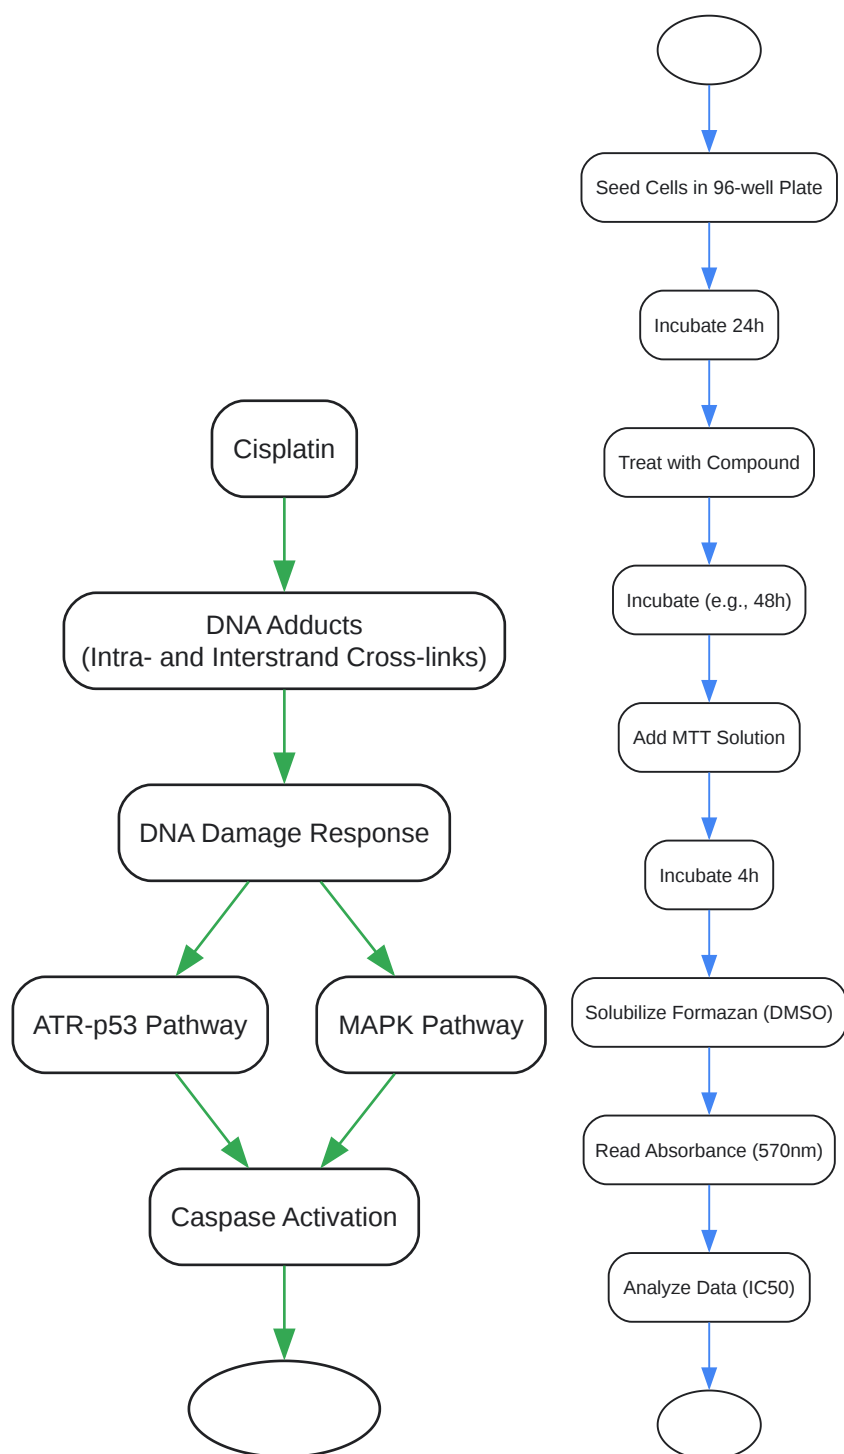 Cisplatin
DNA Adducts
(Intra- and Interstrand Cross-links)
DNA Damage Response
ATR-p53 Pathway
MAPK Pathway
Caspase Activation
Seed Cells in 96-well Plate
Incubate 24h
Treat with Compound
Incubate (e.g., 48h)
Add MTT Solution
Incubate 4h
Solubilize Formazan (DMSO)
Read Absorbance (570nm)
Analyze Data (IC50)